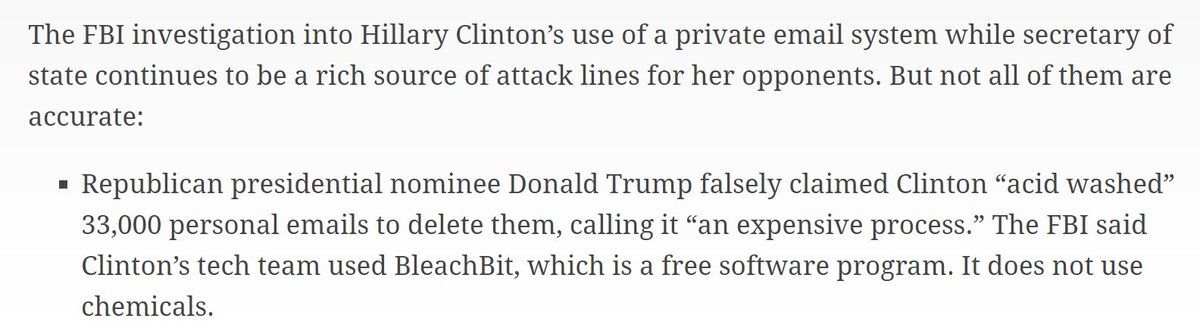 The FBI investigation into Hillary Clinton’s use of a private email system while secretary of
state continues to be a rich source of attack lines for her opponents. But not all of them are
accurate:
▪ Republican presidential nominee Donald Trump falsely claimed Clinton “acid washed”
33,000 personal emails to delete them, calling it “an expensive process.” The FBI said
Clinton’s tech team used BleachBit, which is a free software program. It does not use
chemicals.